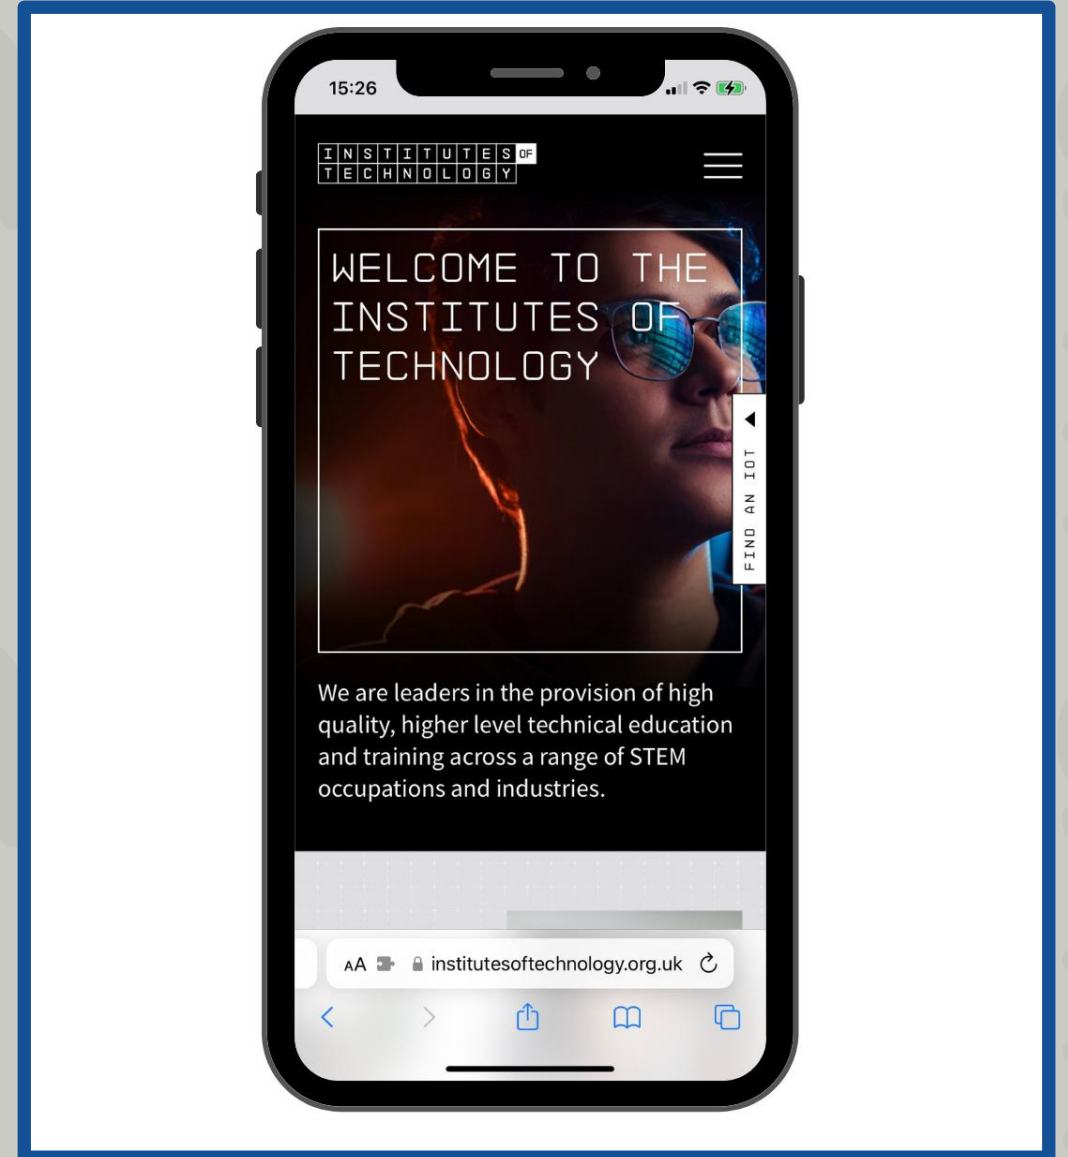 15:26
INSTITUTES OF
TECHNOLOGY
WELCOME TO THE
INSTITUTES OF
TECHNOLOGY
FIND AN IOT
We are leaders in the provision of high
quality, higher level technical education
and training across a range of STEM
occupations and industries.
AA institutesoftechnology.org.uk